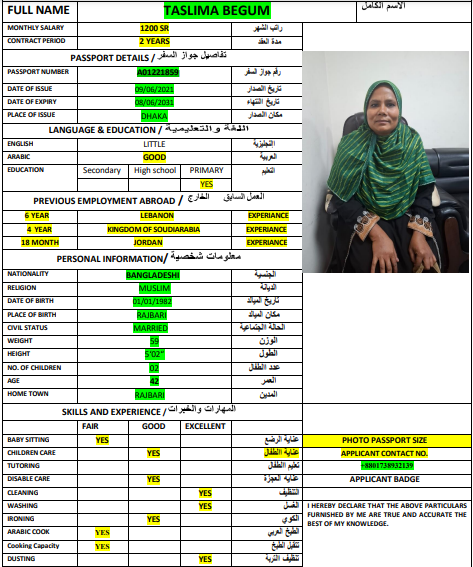 FULL NAME TASLIMA BEGUM الاسم الكامل
MONTHLY SALARY 1200 SR راتب الشهر
CONTRACT PERIOD 2 YEARS مدة العقد
PASSPORT DETAILS / تفاصيل جواز السفر
PASSPORT NUMBER A01221859 رقم جواز السفر
DATE OF ISSUE 09/06/2021 تاريخ الصدار
DATE OF EXPIRY 08/06/2031 تاريخ النتهاء
PLACE OF ISSUE DHAKA مكان الصدار
LANGUAGE & EDUCATION / اللغة و التعليمية
ENGLISH LITTLE النجليزية
ARABIC GOOD العربية
EDUCATION Secondary High school PRIMARY التعليم
YES
PREVIOUS EMPLOYMENT ABROAD / العمل السابق الخارج
6 YEAR LEBANON EXPERIANCE
4 YEAR KINGDOM OF SOUDIARABIA EXPERIANCE
18 MONTH JORDAN EXPERIANCE
PERSONAL INFORMATION/ معلومات شخصية
NATIONALITY BANGLADESHI الجنسية
RELIGION MUSLIM الديانة
DATE OF BIRTH 01/01/1982 تاريخ الميلاد
PLACE OF BIRTH RAJBARI مكان الميلاد
CIVIL STATUS MARRIED الحالة الجتماعية
WEIGHT 59 الوزن
HEIGHT 5'02" الطول
NO. OF CHILDREN 02 عدد الطفال
AGE 42 العمر
HOME TOWN RAJBARI المدين
SKILLS AND EXPERIENCE / المهارات والخبرات
FAIR GOOD EXCELLENT
BABY SITTING YES عناية الرضع
CHILDREN CARE YES عناية الطفال
TUTORING تعليم الطفال
DISABLE CARE YES عنايه العجزة
CLEANING YES التنظيف
WASHING YES الغسل
IRONING YES الكوي
ARABIC COOK YES الطبخ العربي
Cooking Capacity YES الطبخ
DUSTING YES تنظيف التربة
PHOTO PASSPORT SIZE
APPLICANT CONTACT NO.
+8801738932139
APPLICANT BADGE
I HEREBY DECLARE THAT THE ABOVE PARTICULARS
FURNISHED BY ME ARE TRUE AND ACCURATE THE
BEST OF MY KNOWLEDGE.